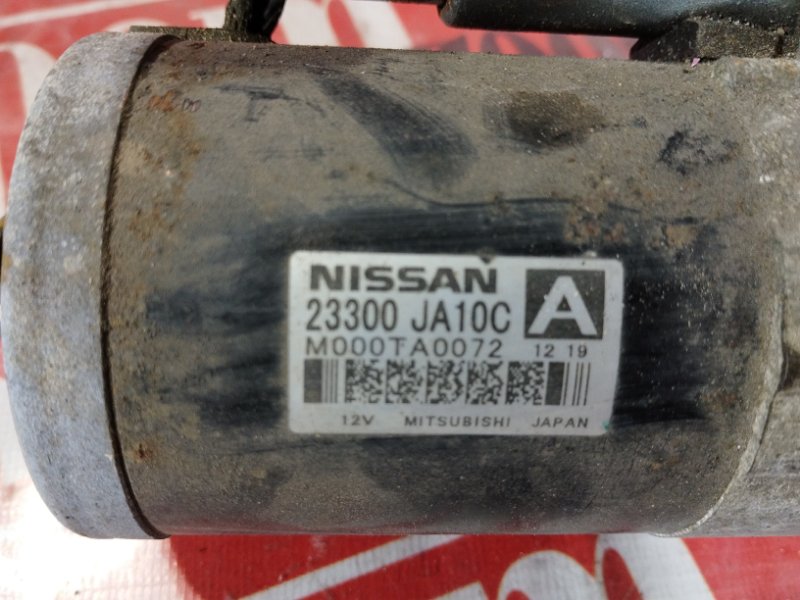 NISSAN A
23300 JA10C
M000TA0072 12 19
12V MITSUBISHI JAPAN